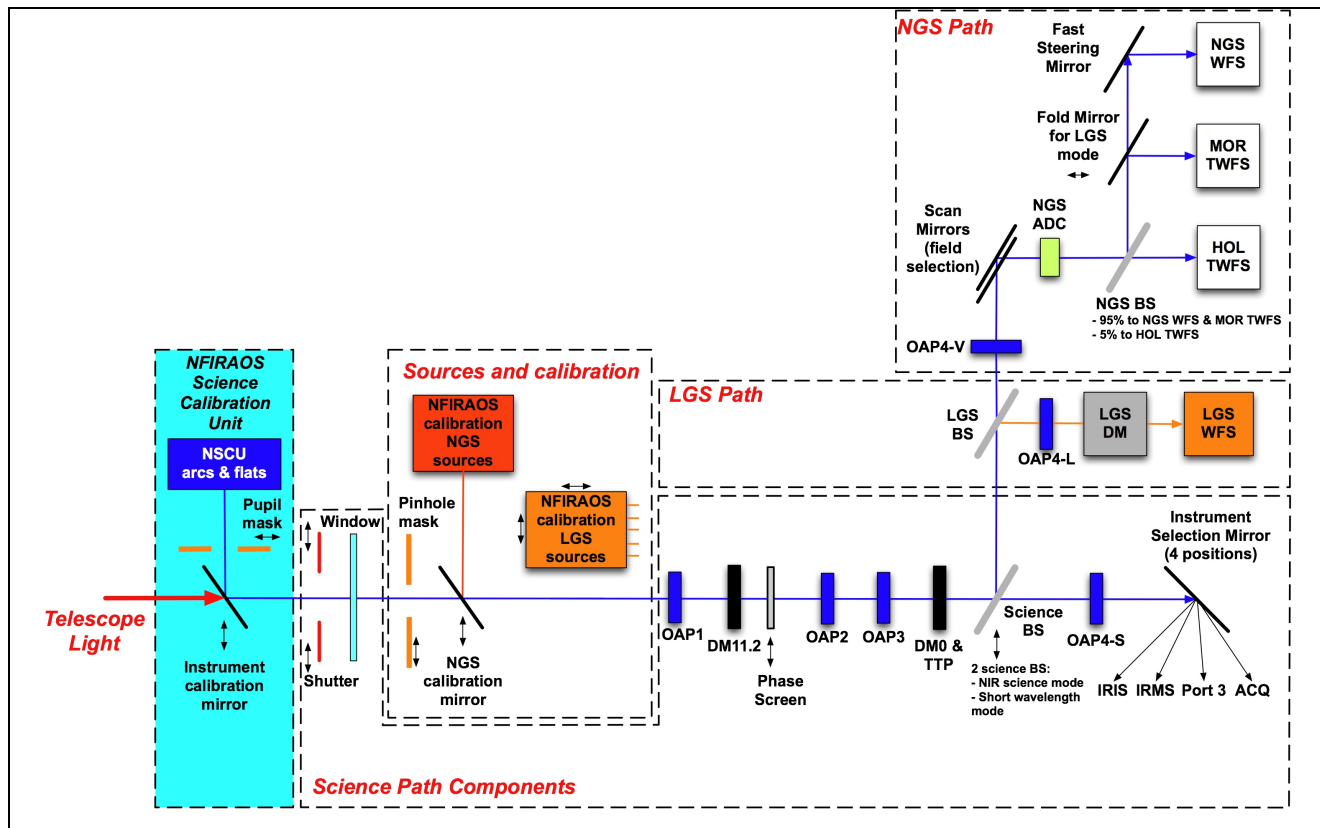 NGS Path
Fast
Steering
Mirror
NGS
WFS
Fold Mirror
for LGS
mode
MOR
TWFS
Scan
Mirrors
(field
selection)
NGS
ADC
HOL
TWFS
NGS BS
- 95% to NGS WFS & MOR TWFS
- 5% to HOL TWFS
OAP4-V
NFIRAOS
Science
Calibration
Unit
NSCU
arcs & flats
Pupil
mask
Telescope
Light
Instrument
calibration
mirror
Sources and calibration
NFIRAOS
calibration
NGS
sources
Window
Pinhole
mask
NFIRAOS
calibration
LGS
sources
Shutter
NGS
calibration
mirror
LGS Path
LGS
BS
OAP4-L
LGS
DM
LGS
WFS
Instrument
Selection Mirror
(4 positions)
OAP1
DM11.2
Phase
Screen
OAP2
OAP3
DM0 &
TTP
Science
BS
2 science BS:
- NIR science mode
- Short wavelength
mode
OAP4-S
IRIS
IRMS
Port 3
ACQ
Science Path Components